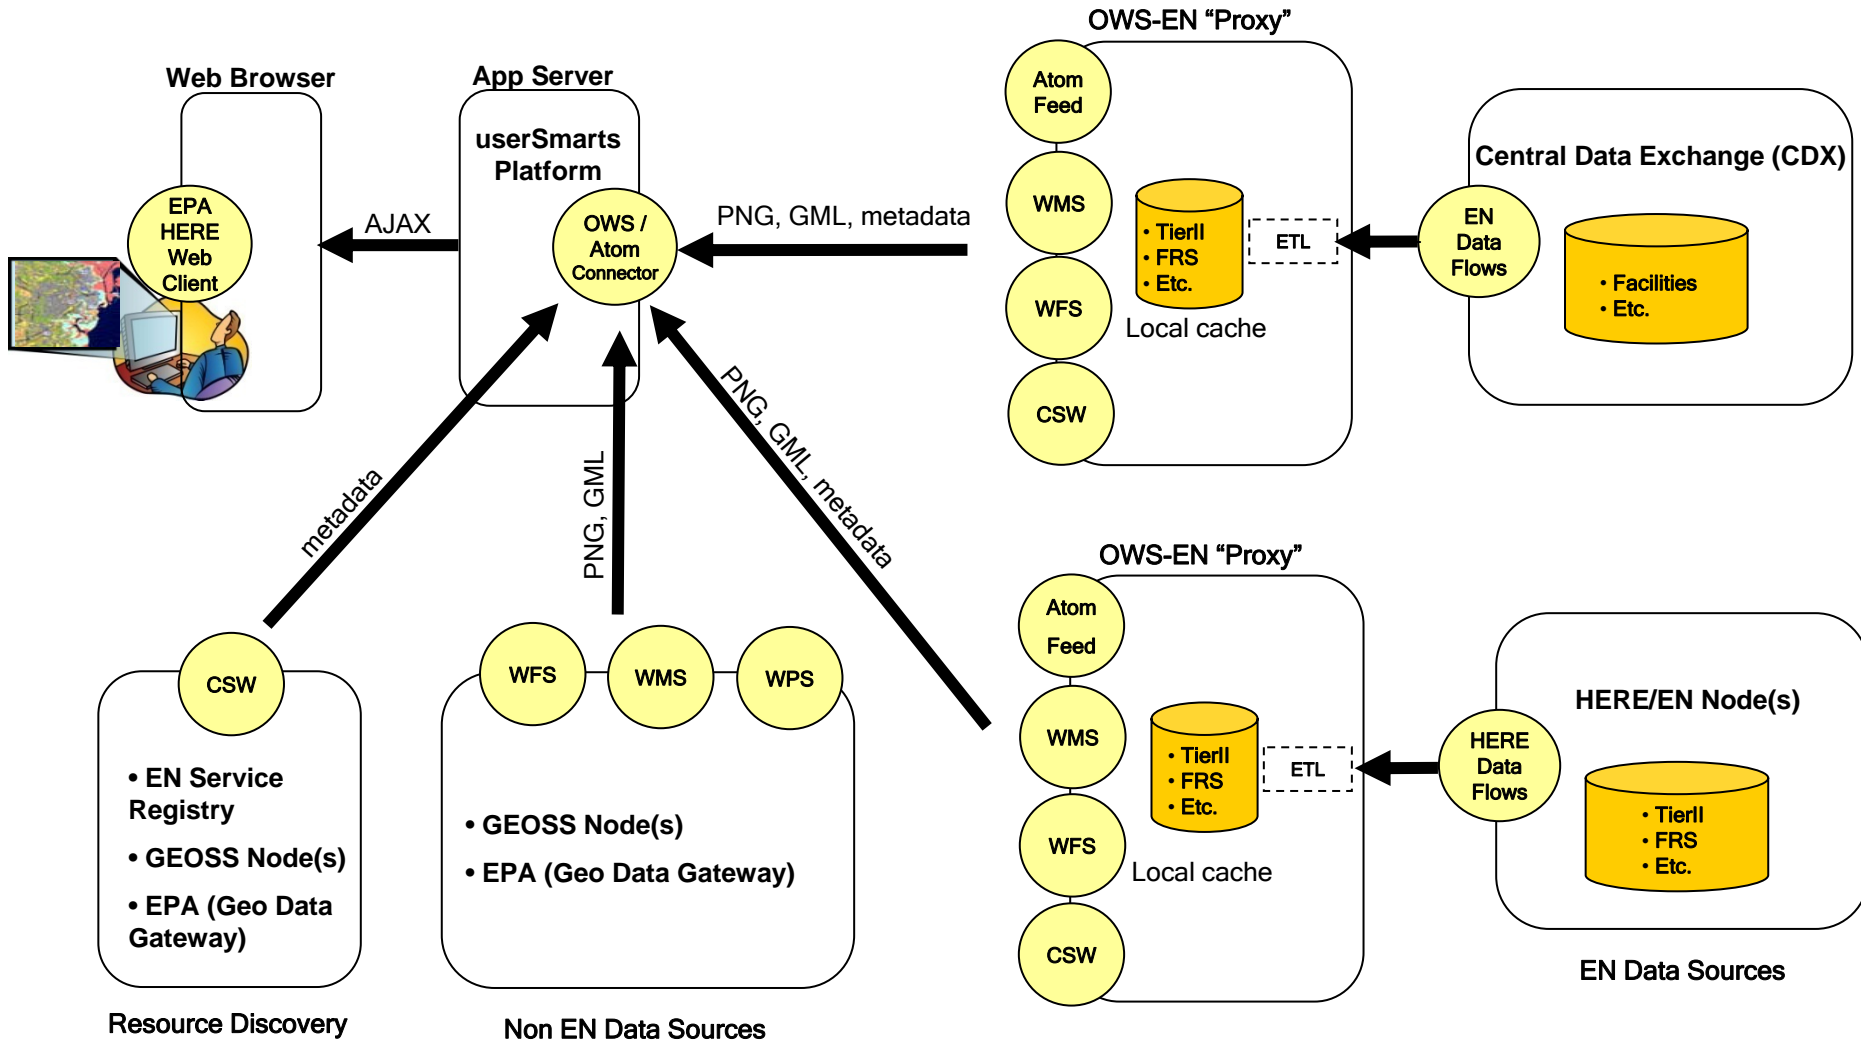 OWS-EN “Proxy”
Web Browser
App Server
userSmarts
Platform
EPA
HERE
Web
Client
AJAX
OWS /
Atom
Connector
PNG, GML, metadata
Atom
Feed
WMS
WFS
CSW
• TierII
• FRS
• Etc.
Local cache
ETL
EN
Data
Flows
Central Data Exchange (CDX)
• Facilities
• Etc.
metadata
PNG, GML
PNG, GML, metadata
OWS-EN “Proxy”
Atom
Feed
WMS
WFS
CSW
• TierII
• FRS
• Etc.
Local cache
ETL
HERE
Data
Flows
HERE/EN Node(s)
• TierII
• FRS
• Etc.
EN Data Sources
CSW
• EN Service
Registry
• GEOSS Node(s)
• EPA (Geo Data
Gateway)
Resource Discovery
WFS
WMS
WPS
• GEOSS Node(s)
• EPA (Geo Data Gateway)
Non EN Data Sources